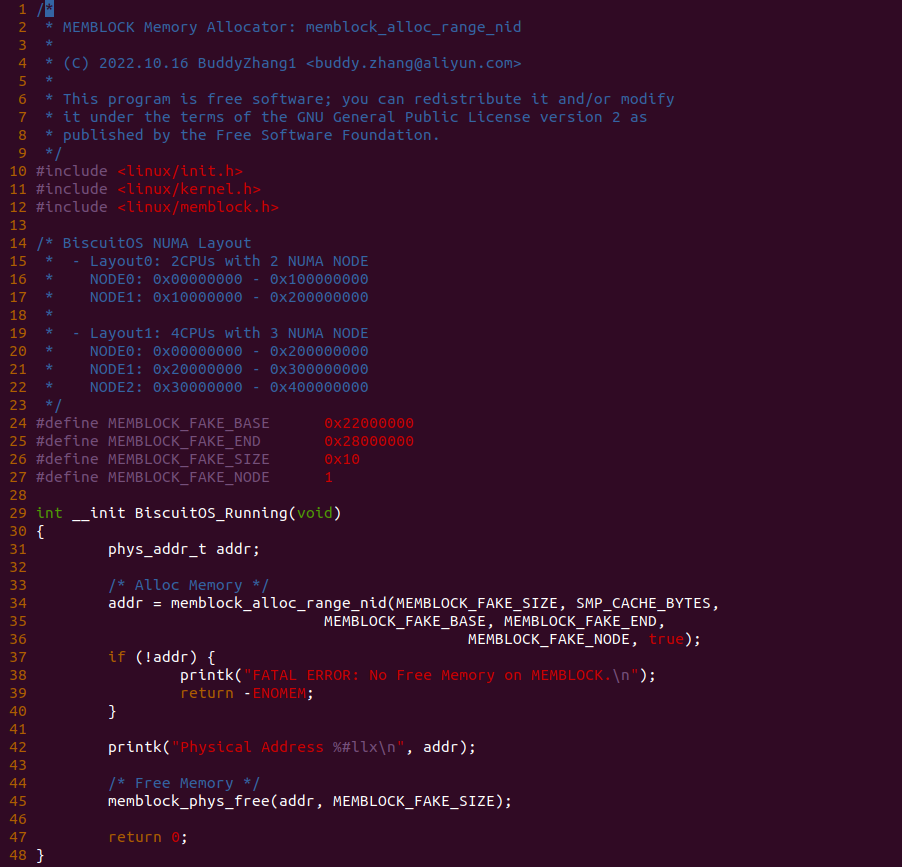 1 /*
2  * MEMBLOCK Memory Allocator: memblock_alloc_range_nid
3  *
4  * (C) 2022.10.16 BuddyZhang1 <buddy.zhang@aliyun.com>
5  *
6  * This program is free software; you can redistribute it and/or modify
7  * it under the terms of the GNU General Public License version 2 as
8  * published by the Free Software Foundation.
9  */
10 #include <linux/init.h>
11 #include <linux/kernel.h>
12 #include <linux/memblock.h>
13
14 /* BiscuitOS NUMA Layout
15  *  - Layout0: 2CPUs with 2 NUMA NODE
16  *    NODE0: 0x00000000 - 0x100000000
17  *    NODE1: 0x10000000 - 0x200000000
18  *
19  *  - Layout1: 4CPUs with 3 NUMA NODE
20  *    NODE0: 0x00000000 - 0x200000000
21  *    NODE1: 0x20000000 - 0x300000000
22  *    NODE2: 0x30000000 - 0x400000000
23  */
24 #define MEMBLOCK_FAKE_BASE      0x22000000
25 #define MEMBLOCK_FAKE_END       0x28000000
26 #define MEMBLOCK_FAKE_SIZE      0x10
27 #define MEMBLOCK_FAKE_NODE      1
28
29 int __init BiscuitOS_Running(void)
30 {
31         phys_addr_t addr;
32
33         /* Alloc Memory */
34         addr = memblock_alloc_range_nid(MEMBLOCK_FAKE_SIZE, SMP_CACHE_BYTES,
35                                 MEMBLOCK_FAKE_BASE, MEMBLOCK_FAKE_END,
36                                                 MEMBLOCK_FAKE_NODE, true);
37         if (!addr) {
38                 printk("FATAL ERROR: No Free Memory on MEMBLOCK.\n");
39                 return -ENOMEM;
40         }
41
42         printk("Physical Address %#llx\n", addr);
43
44         /* Free Memory */
45         memblock_phys_free(addr, MEMBLOCK_FAKE_SIZE);
46
47         return 0;
48 }